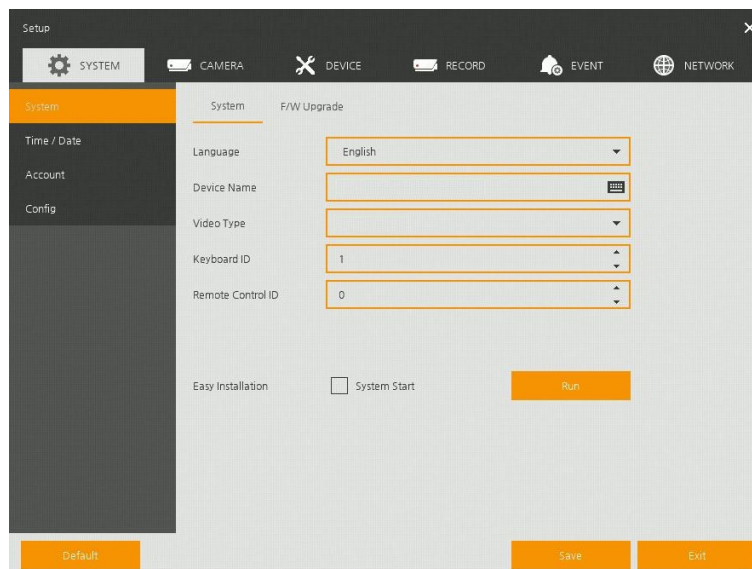 Setup
SYSTEM CAMERA DEVICE RECORD EVENT NETWORK
System
Time / Date
Account
Config
System F/W Upgrade
Language English
Device Name
Video Type
Keyboard ID 1
Remote Control ID 0
Easy Installation System Start Run
Default Save Exit